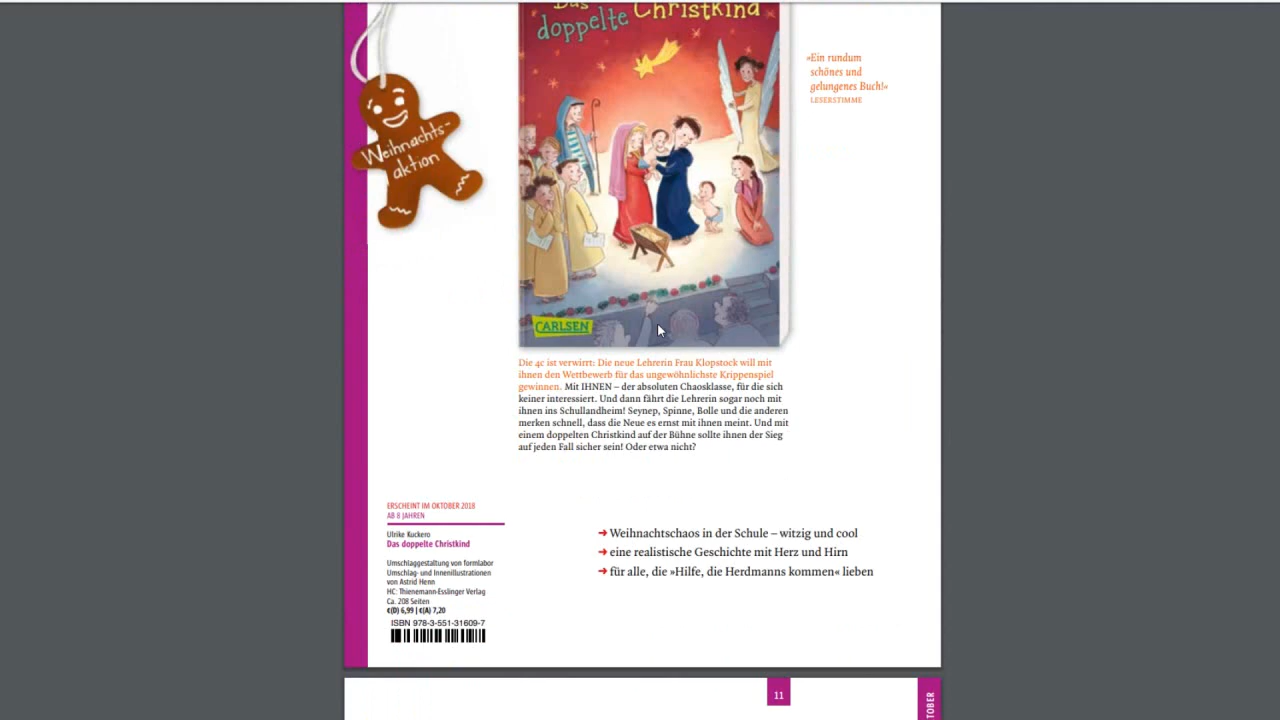 Das
doppelte Christkind
»Ein rundum
schönes und
gelungenes Buch!«
LESERSTIMME
Weihnachts-
aktion
CARLSEN
Die 4c ist verwirrt: Die neue Lehrerin Frau Klopstock will mit
ihnen den Wettbewerb für das ungewöhnlichste Krippenspiel
gewinnen. Mit IHNEN – der absoluten Chaosklasse, für die sich
keiner interessiert. Und dann fährt die Lehrerin sogar noch mit
ihnen ins Schullandheim! Seynep, Spinne, Bolle und die anderen
merken schnell, dass die Neue es ernst mit ihnen meint. Und mit
einem doppelten Christkind auf der Bühne sollte ihnen der Sieg
auf jeden Fall sicher sein! Oder etwa nicht?
ERSCHEINT IM OKTOBER 2018
AB 8 JAHREN
Ulrike Kuckero
Das doppelte Christkind
Umschlaggestaltung von formlabor
Umschlag- und Innenillustrationen
von Astrid Henn
HC: Thienemann-Esslinger Verlag
Ca. 208 Seiten
€(D) 6,99 | €(A) 7,20
ISBN 978-3-551-31609-7
➔ Weihnachtschaos in der Schule – witzig und cool
➔ eine realistische Geschichte mit Herz und Hirn
➔ für alle, die »Hilfe, die Herdmanns kommen« lieben
11
TOBER